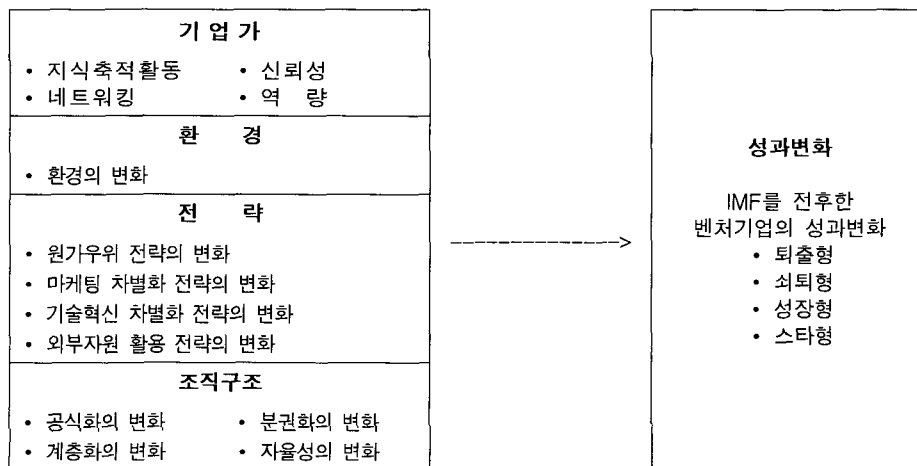 기 업 가
• 지식축적활동 • 신뢰성
• 네트워킹 • 역 량
환 경
• 환경의 변화
전 략
• 원가우위 전략의 변화
• 마케팅 차별화 전략의 변화
• 기술혁신 차별화 전략의 변화
• 외부자원 활용 전략의 변화
조직구조
• 공식화의 변화 • 분권화의 변화
• 계층화의 변화 • 자율성의 변화
성과변화
IMF를 전후한
벤처기업의 성과변화
• 퇴출형
• 쇠퇴형
• 성장형
• 스타형